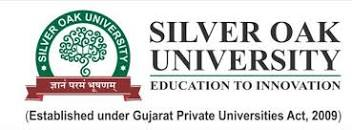 SILVER OAK UNIVERSITY
ज्ञानं परमं भूषणम्
SILVER OAK
UNIVERSITY
EDUCATION TO INNOVATION
(Established under Gujarat Private Universities Act, 2009)